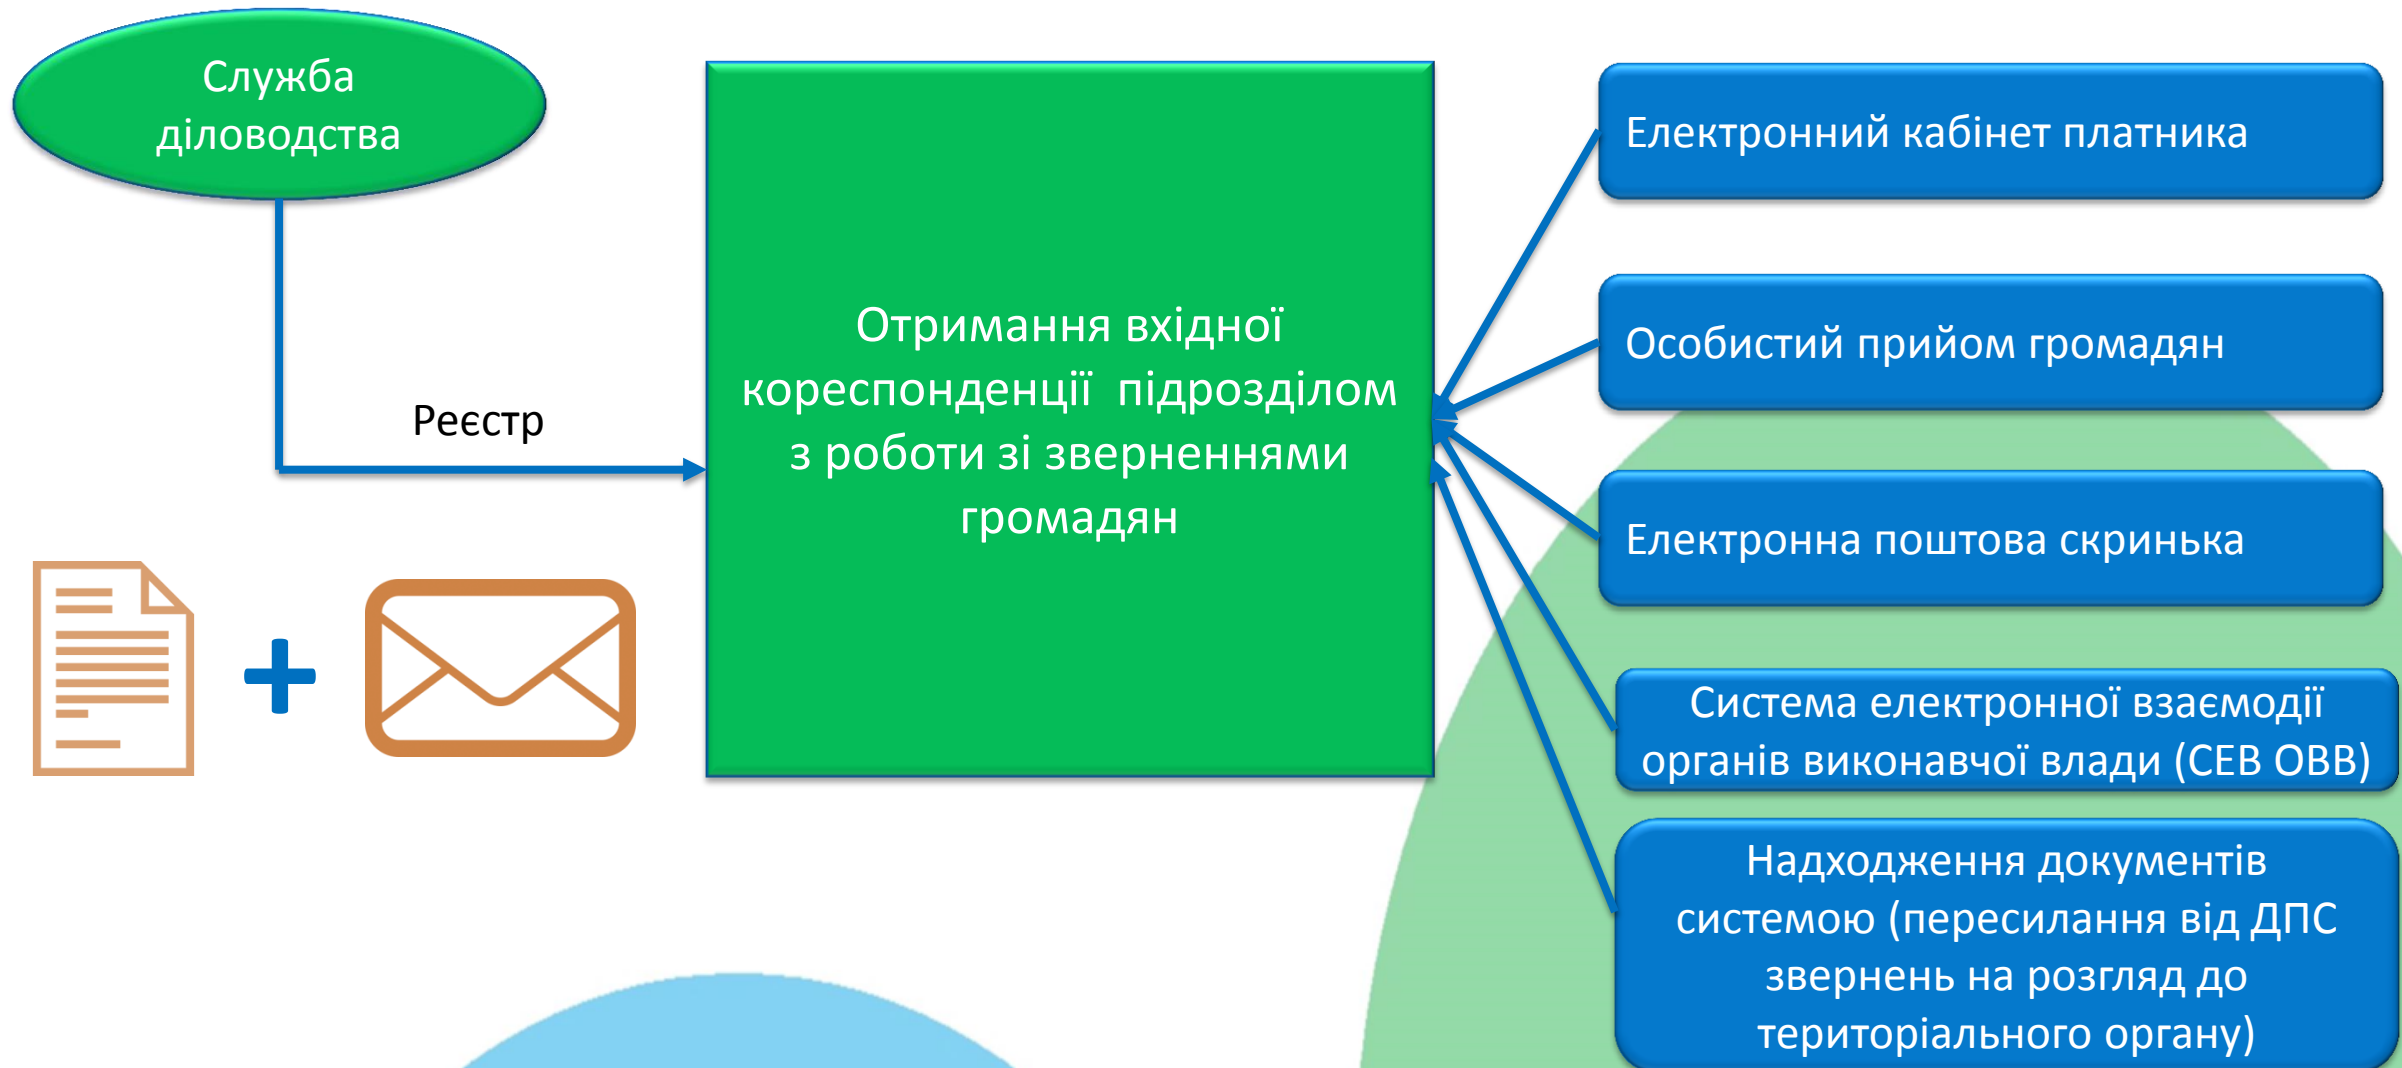 Служба
діловодства
Реєстр
Отримання вхідної
кореспонденції підрозділом
з роботи зі зверненнями
громадян
Електронний кабінет платника
Особистий прийом громадян
Електронна поштова скринька
Система електронної взаємодії
органів виконавчої влади (СЕВ ОВВ)
Надходження документів
системою (пересилання від ДПС
звернень на розгляд до
територіального органу)